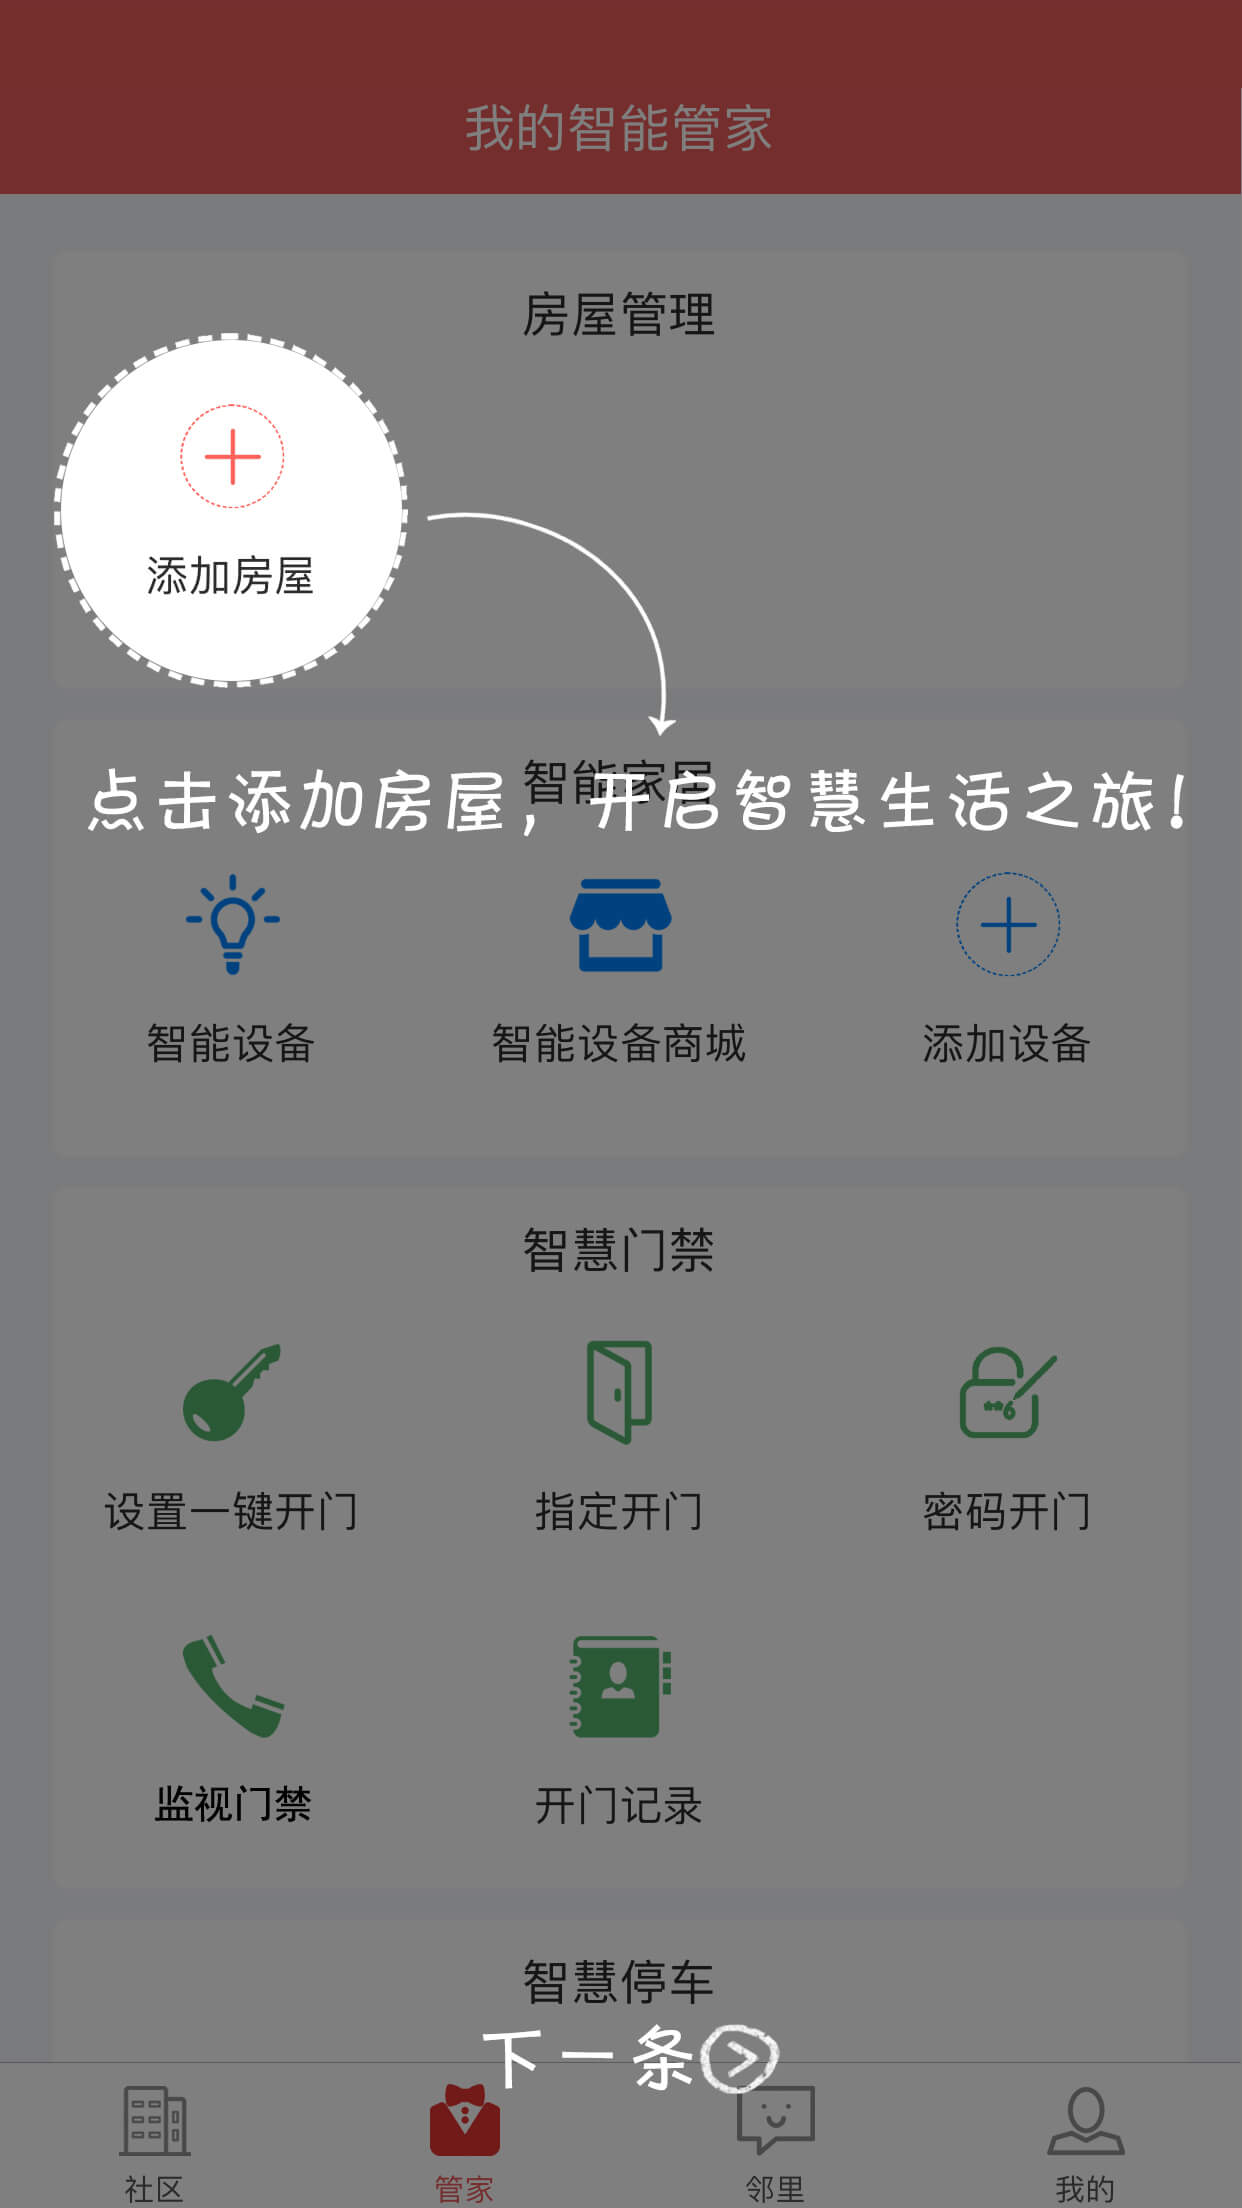 我的智能管家
房屋管理
添加房屋
智能家居
点击添加房屋，开启智慧生活之旅！
智能设备 智能设备商城 添加设备
智慧门禁
设置一键开门 指定开门 密码开门
监视门禁 开门记录
智慧停车
下一条
社区 管家 邻里 我的